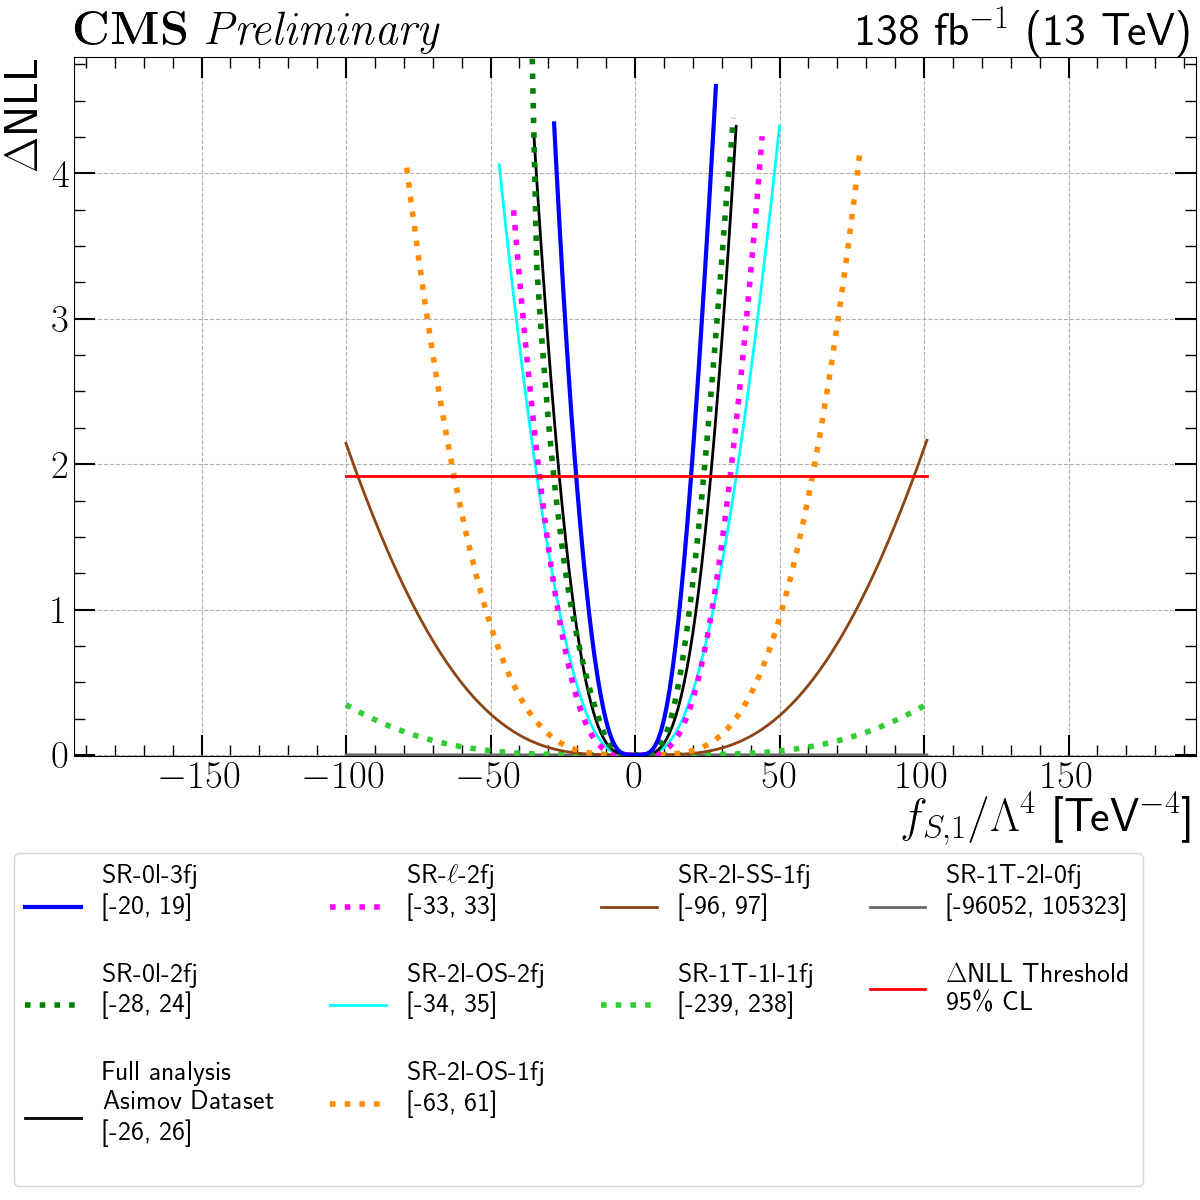 CMS Preliminary
138 fb⁻¹ (13 TeV)
ΔNLL
4
3
2
1
0
−150 −100 −50 0 50 100 150
f_{S,1}/Λ⁴ [TeV⁻⁴]
SR-0l-3fj
[-20, 19]
SR-0l-2fj
[-28, 24]
Full analysis
Asimov Dataset
[-26, 26]
SR-ℓ-2fj
[-33, 33]
SR-2l-OS-2fj
[-34, 35]
SR-2l-OS-1fj
[-63, 61]
SR-2l-SS-1fj
[-96, 97]
SR-1T-1l-1fj
[-239, 238]
SR-1T-2l-0fj
[-96052, 105323]
ΔNLL Threshold
95% CL